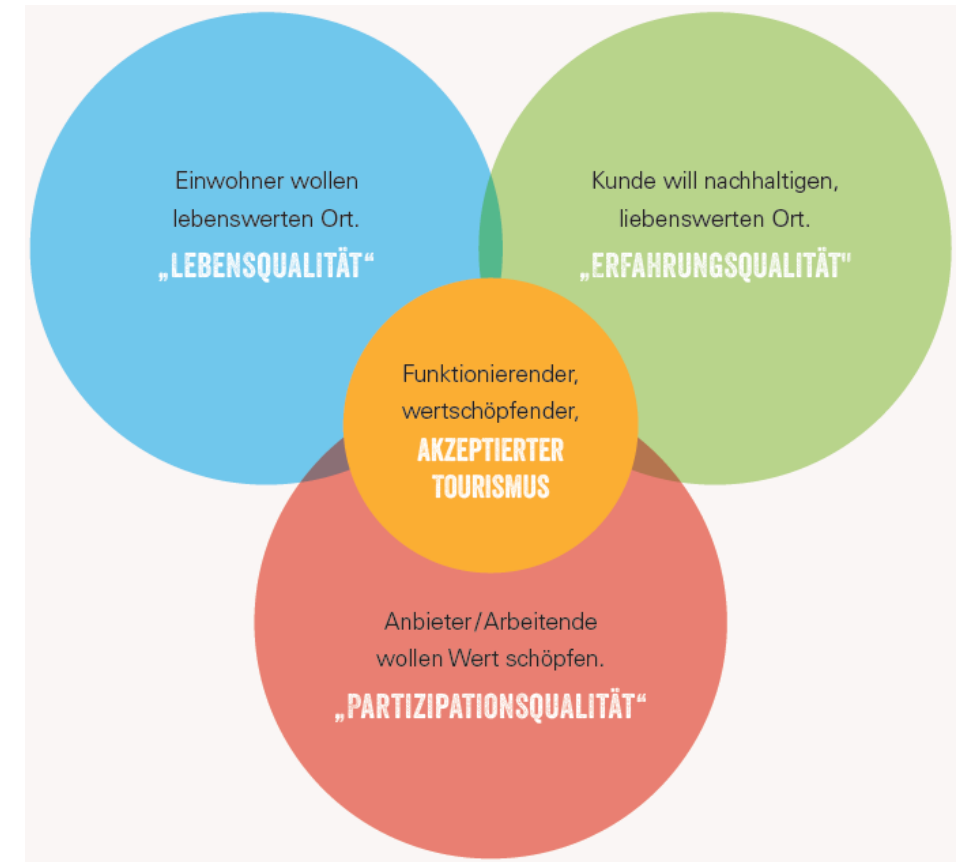 Einwohner wollen
lebenswerten Ort.
„LEBENSQUALITÄT“
Kunde will nachhaltigen,
liebenswerten Ort.
„ERFAHRUNGSQUALITÄT"
Funktionierender,
wertschöpfender,
AKZEPTIERTER
TOURISMUS
Anbieter/Arbeitende
wollen Wert schöpfen.
„PARTIZIPATIONSQUALITÄT“